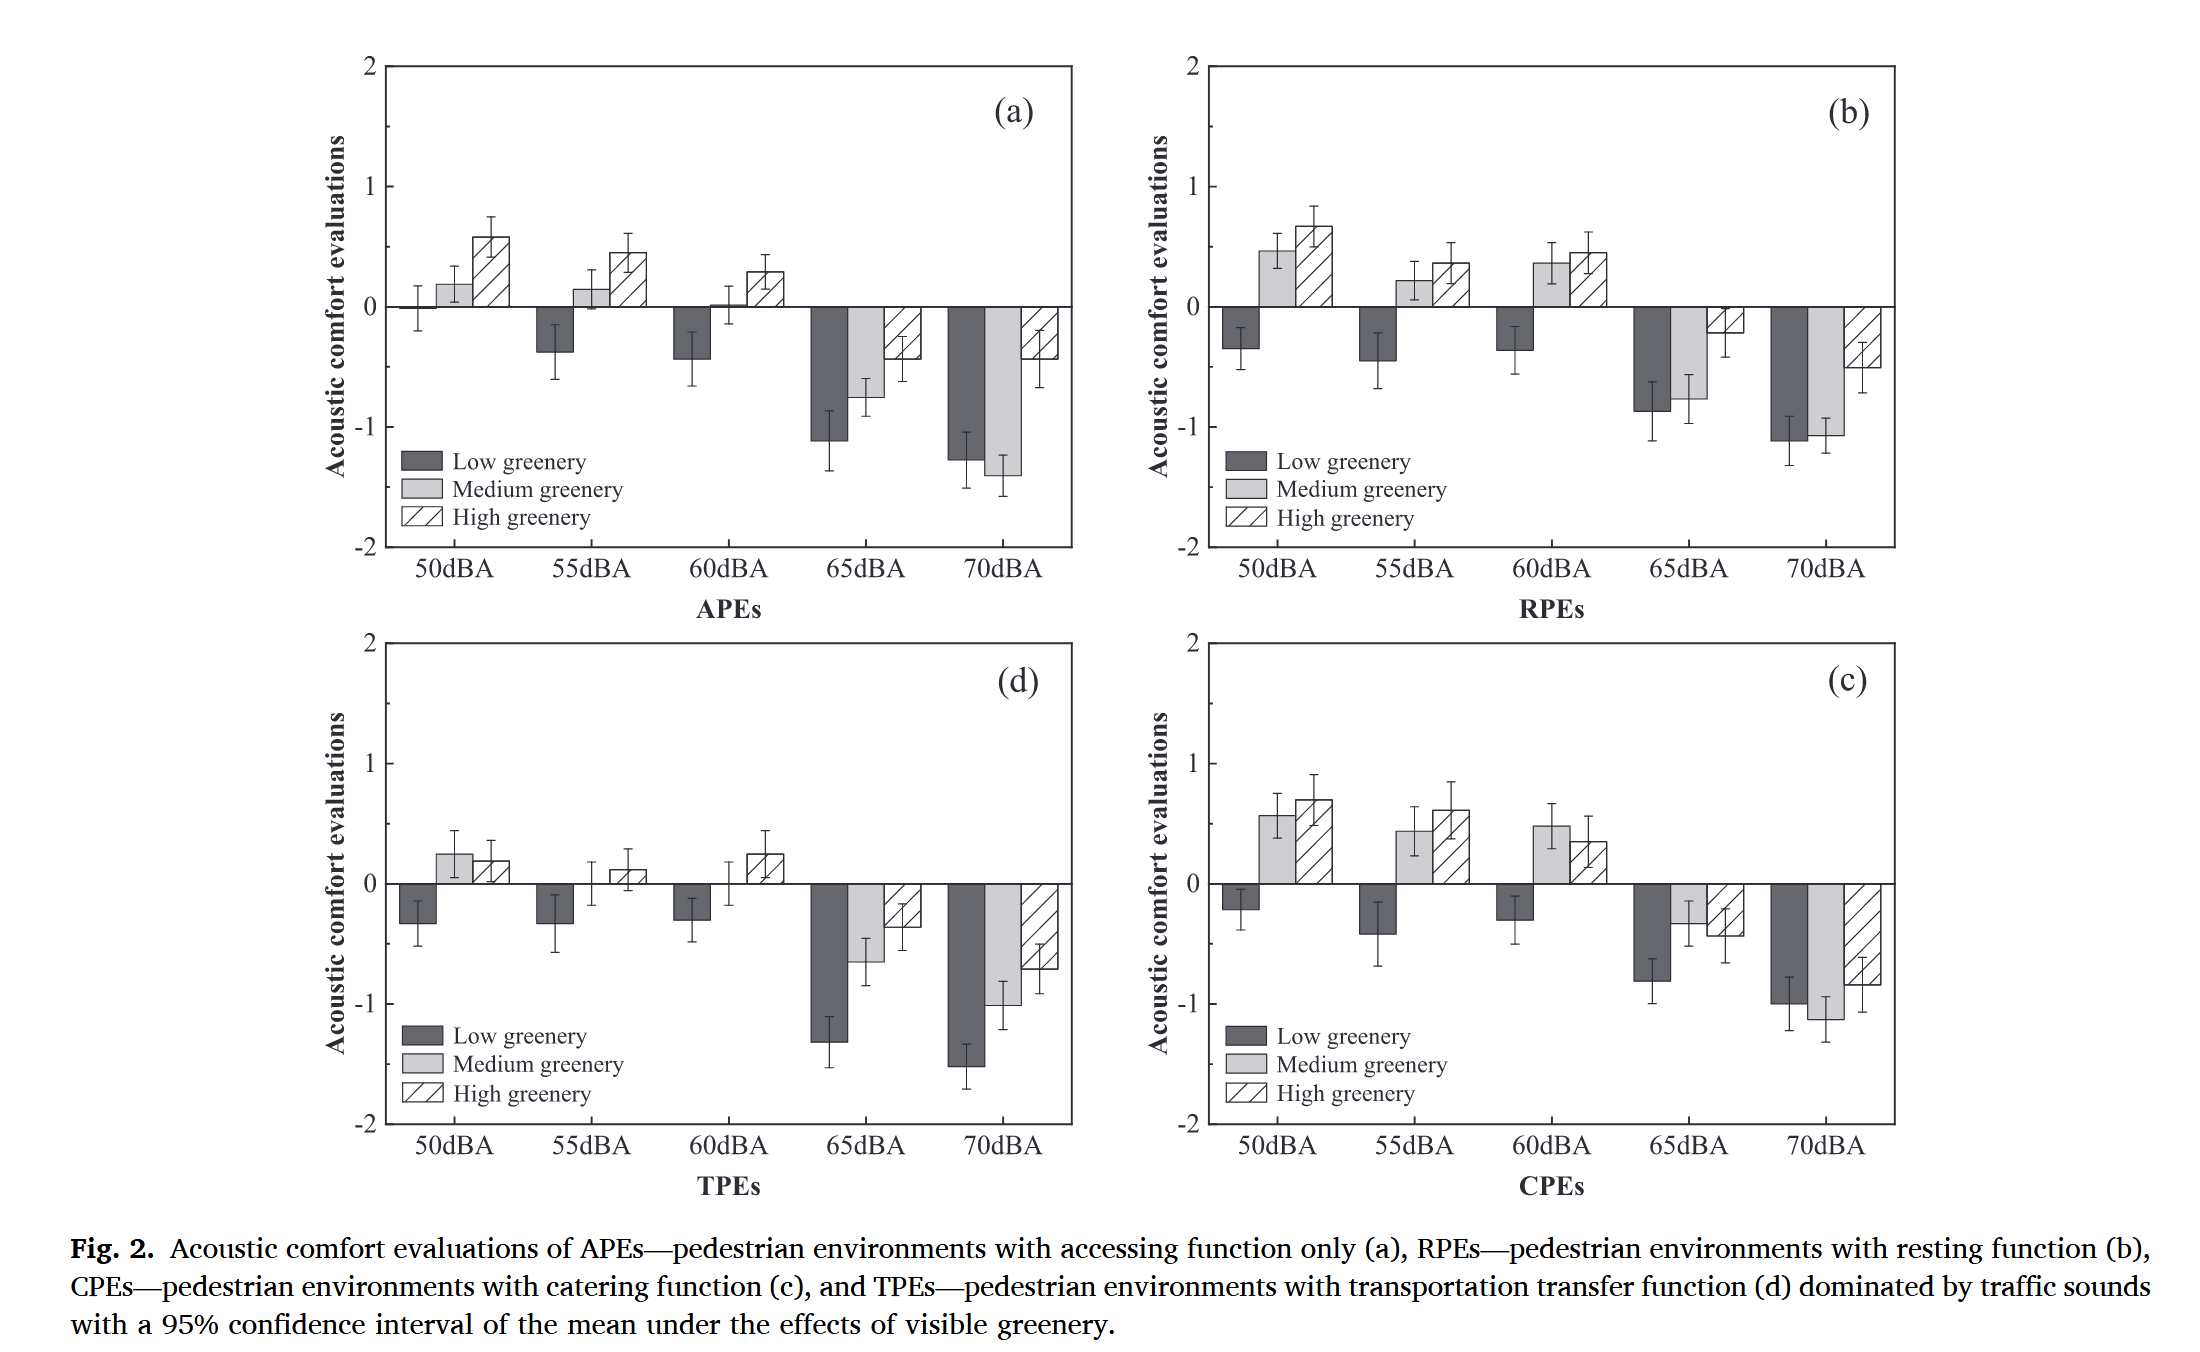 (a)
Acoustic comfort evaluations
2
1
0
-1
-2
Low greenery
Medium greenery
High greenery
50dBA 55dBA 60dBA 65dBA 70dBA
APEs
(b)
Acoustic comfort evaluations
2
1
0
-1
-2
Low greenery
Medium greenery
High greenery
50dBA 55dBA 60dBA 65dBA 70dBA
RPEs
(d)
Acoustic comfort evaluations
2
1
0
-1
-2
Low greenery
Medium greenery
High greenery
50dBA 55dBA 60dBA 65dBA 70dBA
TPEs
(c)
Acoustic comfort evaluations
2
1
0
-1
-2
Low greenery
Medium greenery
High greenery
50dBA 55dBA 60dBA 65dBA 70dBA
CPEs
Fig. 2. Acoustic comfort evaluations of APEs—pedestrian environments with accessing function only (a), RPEs—pedestrian environments with resting function (b),
CPEs—pedestrian environments with catering function (c), and TPEs—pedestrian environments with transportation transfer function (d) dominated by traffic sounds
with a 95% confidence interval of the mean under the effects of visible greenery.